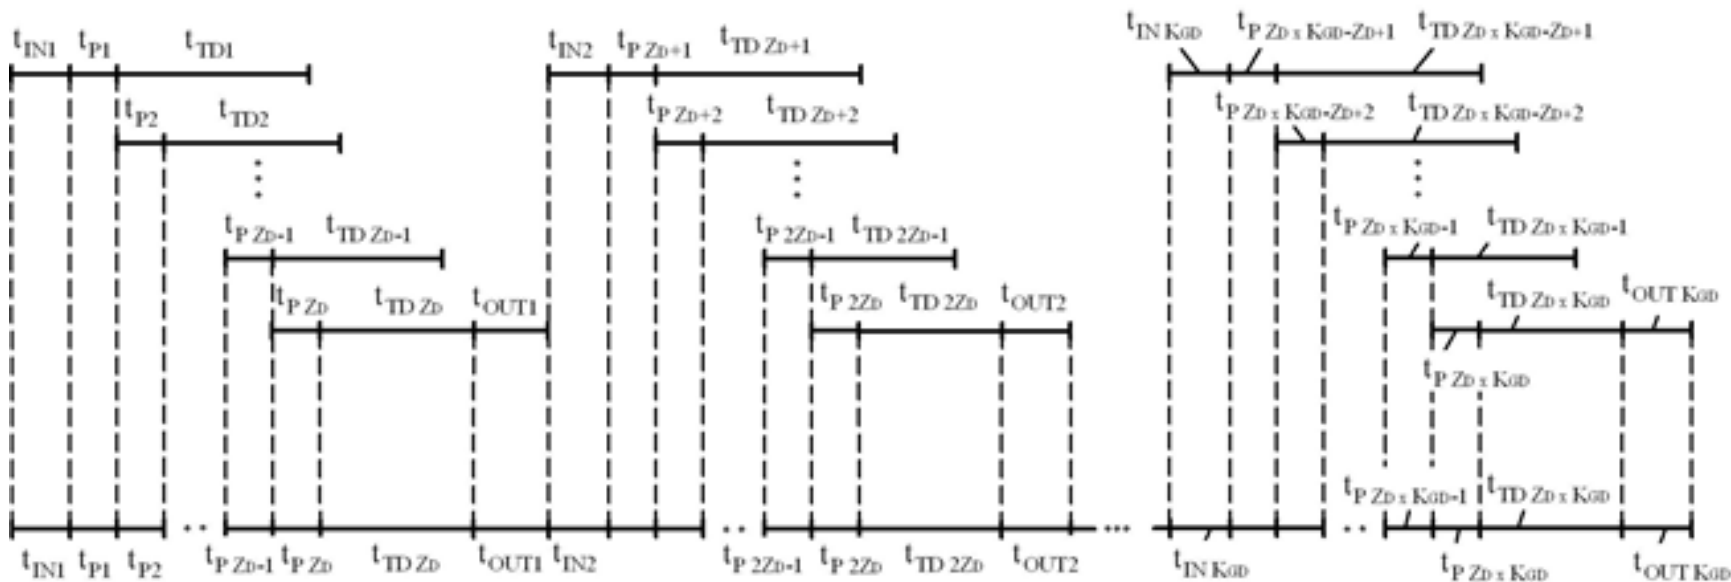 tIN1 tP1 tTD1 tIN2 tP ZD+1 tTD ZD+1 tIN KGD tP ZD x KGD-ZD+1 tTD ZD x KGD-ZD+1
tP2 tTD2 tP ZD+2 tTD ZD+2 tP ZD x KGD-ZD+2 tTD ZD x KGD-ZD+2
tP ZD-1 tTD ZD-1 tP 2ZD-1 tTD 2ZD-1 tP ZD x KGD-1 tTD ZD x KGD-1
tP ZD tTD ZD tOUT1 tP 2ZD tTD 2ZD tOUT2 tTD ZD x KGD tOUT KGD
tP ZD x KGD
tP ZD x KGD-1 tTD ZD x KGD
tIN1 tP1 tP2 tP ZD-1 tP ZD tTD ZD tOUT1 tIN2 tP 2ZD-1 tP 2ZD tTD 2ZD tOUT2 tIN KGD tP ZD x KGD tOUT KGD